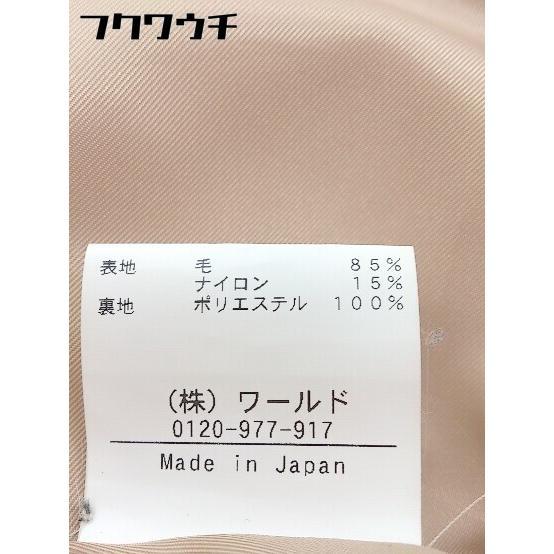 フクワウチ
表地 毛 85%
ナイロン 15%
裏地 ポリエステル 100%
(株) ワールド
0120-977-917
Made in Japan